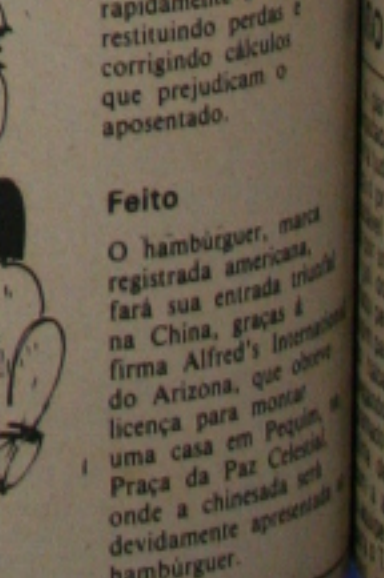 rapidamente
restituindo perdas e
corrigindo cálculos
que prejudicam o
aposentado.
Feito
O hambúrguer, marca
registrada americana,
fará sua entrada triunfal
na China, graças à
firma Alfred's International
do Arizona, que obteve
licença para montar
uma casa em Pequim, na
Praça da Paz Celestial,
onde a chinesada será
devidamente apresentada a
hambúrguer.